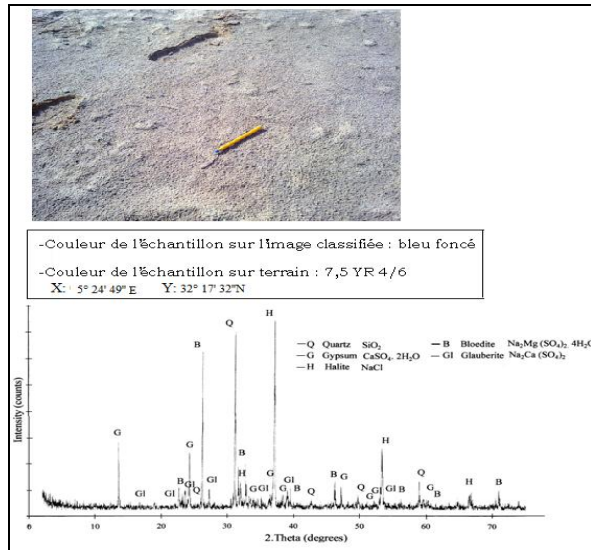 -Couleur de l'échantillon sur l'image classifiée : bleu foncé
-Couleur de l'échantillon sur terrain : 7,5 YR 4/6
X: 5° 24' 49" E Y: 32° 17' 32"N
H
Q
B
— Q Quartz SiO₂ — B Bloedite Na₂Mg (SO₄)₂. 4H₂O
— G Gypsum CaSO₄. 2H₂O — Gl Glauberite Na₂Ca (SO₄)₂
— H Halite NaCl
Intensity (counts)
G
G
B
H
H
Gl
Gl
B
Gl
Q
Gl
G
Gl
G
G
Gl
B
Q
B
G
Q
G
Gl
Gl
B
Q
G
B
H
B
0 10 20 30 40 50 60 70 80
2.Theta (degrees)